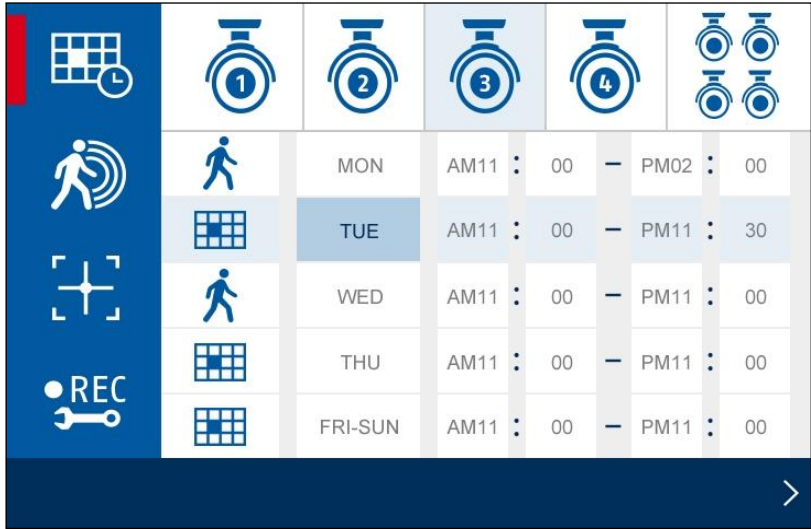 1 2 3 4
MON AM11 : 00 – PM02 : 00
TUE AM11 : 00 – PM11 : 30
WED AM11 : 00 – PM11 : 00
THU AM11 : 00 – PM11 : 00
REC
FRI-SUN AM11 : 00 – PM11 : 00